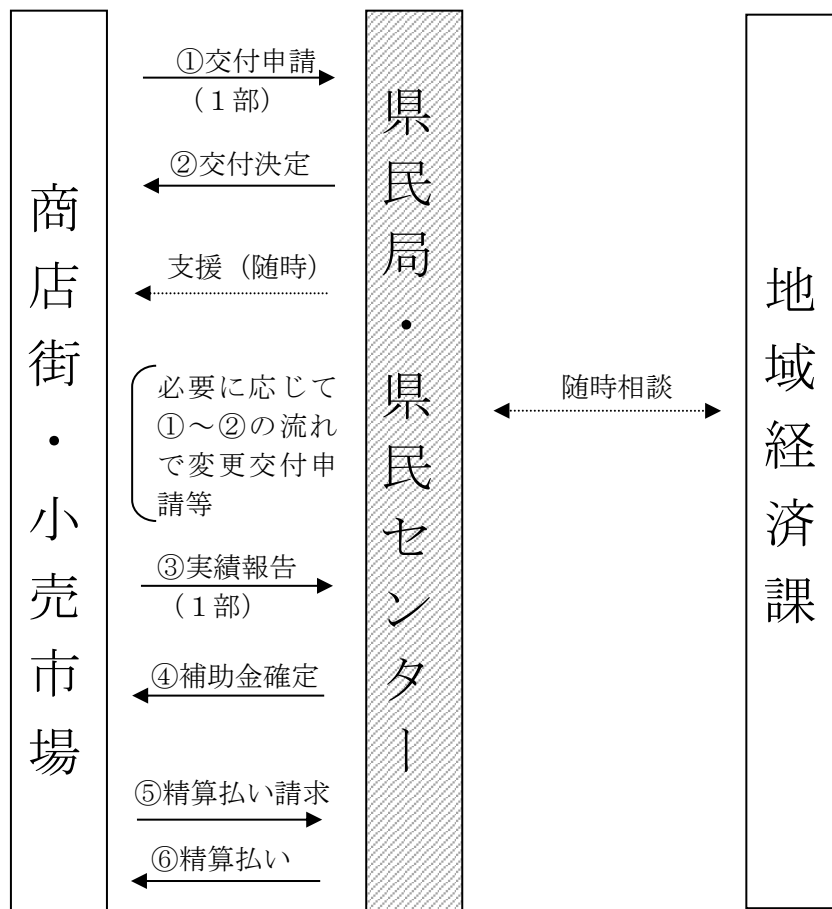 商店街・小売市場
①交付申請
（１部）
②交付決定
支援（随時）
必要に応じて
①～②の流れ
で変更交付申
請等
③実績報告
（１部）
④補助金確定
⑤精算払い請求
⑥精算払い
県民局・県民センター
随時相談
地域経済課